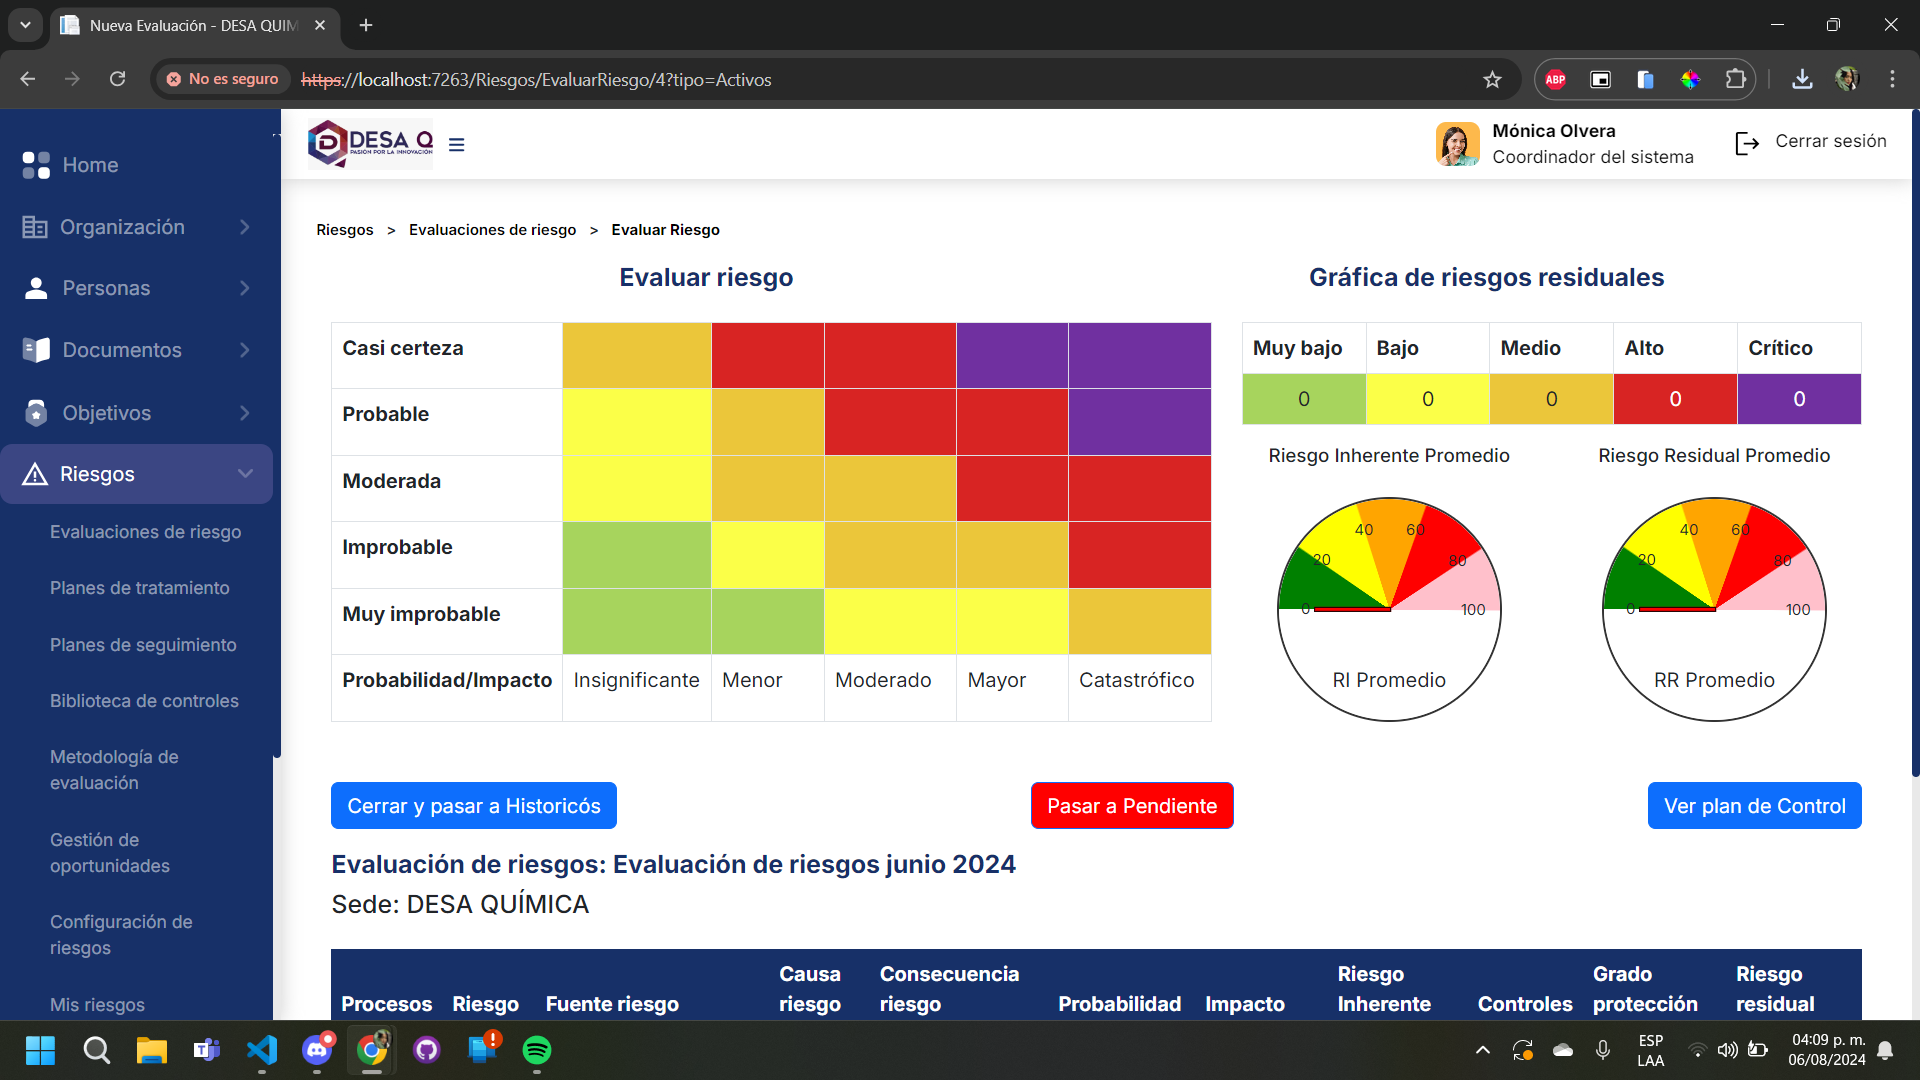 Nueva Evaluación - DESA QUIM
No es seguro
https://localhost:7263/Riesgos/EvaluarRiesgo/4?tipo=Activos
ABP
Home
Organización
Personas
Documentos
Objetivos
Riesgos
Evaluaciones de riesgo
Planes de tratamiento
Planes de seguimiento
Biblioteca de controles
Metodología de
evaluación
Gestión de
oportunidades
Configuración de
riesgos
Mis riesgos
DESA Q
PASIÓN POR LA INNOVACIÓN
Mónica Olvera
Coordinador del sistema
Cerrar sesión
Riesgos > Evaluaciones de riesgo > Evaluar Riesgo
Evaluar riesgo
Casi certeza
Probable
Moderada
Improbable
Muy improbable
Probabilidad/Impacto Insignificante Menor Moderado Mayor Catastrófico
Gráfica de riesgos residuales
Muy bajo Bajo Medio Alto Crítico
0 0 0 0 0
Riesgo Inherente Promedio
0 20 40 60 80 100
RI Promedio
Riesgo Residual Promedio
0 20 40 60 80 100
RR Promedio
Cerrar y pasar a Historicós
Pasar a Pendiente
Ver plan de Control
Evaluación de riesgos: Evaluación de riesgos junio 2024
Sede: DESA QUÍMICA
Procesos Riesgo Fuente riesgo Causa riesgo Consecuencia riesgo Probabilidad Impacto Riesgo Inherente Controles Grado protección Riesgo residual
ESP
LAA
04:09 p. m.
06/08/2024